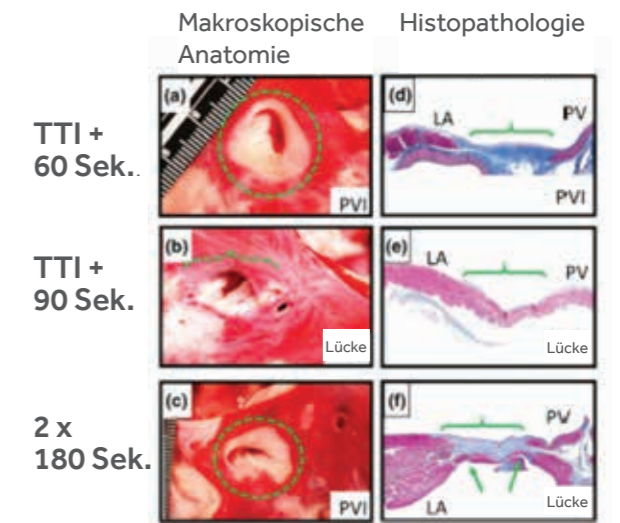 Makroskopische
Anatomie
Histopathologie
TTI +
60 Sek..
(a)
PVI
(d)
LA
PV
PVI
TTI +
90 Sek.
(b)
Lücke
(e)
LA
PV
Lücke
2 x
180 Sek.
(c)
PVI
(f)
PV
LA
Lücke